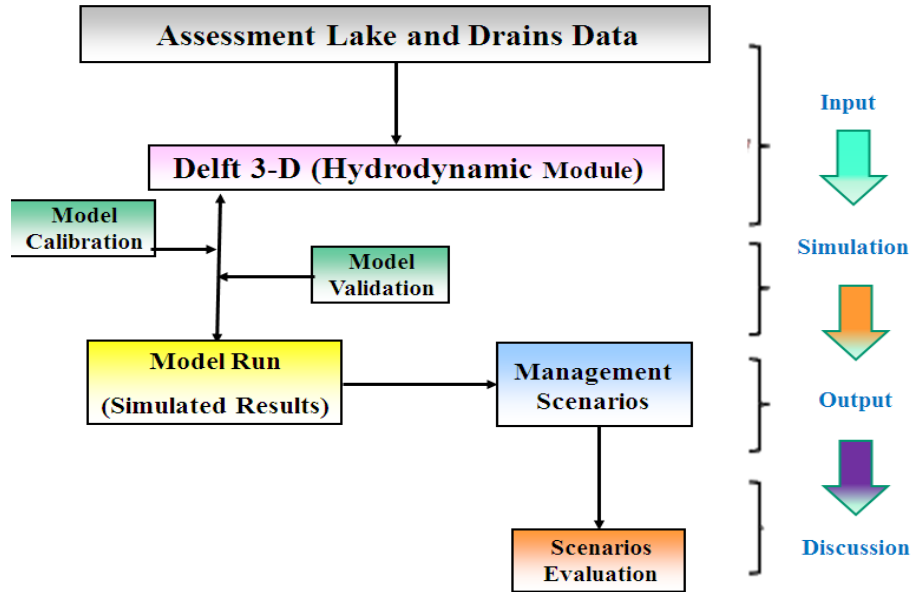 Assessment Lake and Drains Data
Input
Delft 3-D (Hydrodynamic Module)
Model
Calibration
Simulation
Model
Validation
Model Run
(Simulated Results)
Management
Scenarios
Output
Scenarios
Evaluation
Discussion